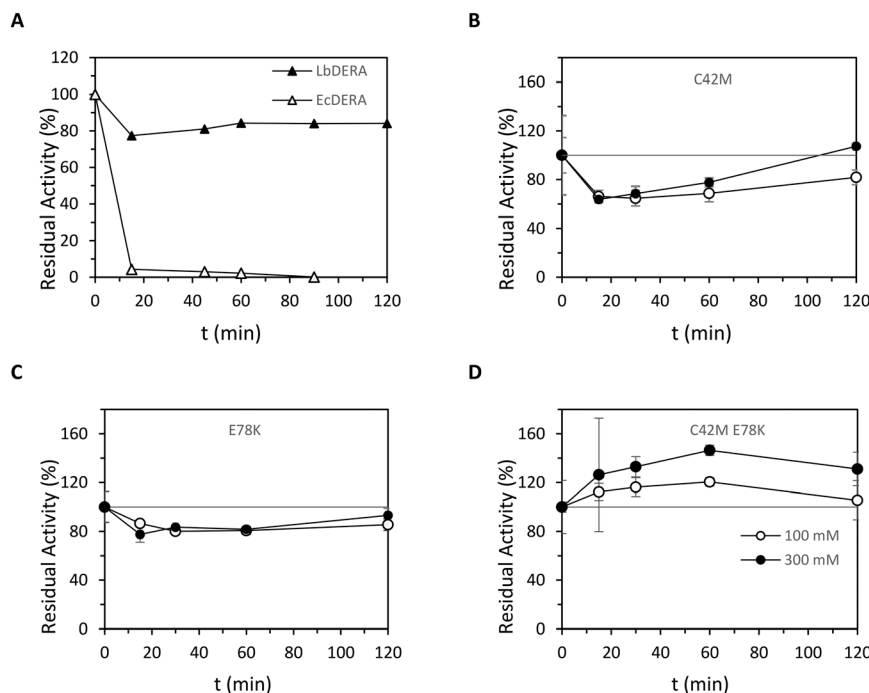 A
120
100
80
60
40
20
0
Residual Activity (%)
LbDERA
EcDERA
0 20 40 60 80 100 120
t (min)
B
160
120
80
40
0
Residual Activity (%)
C42M
0 20 40 60 80 100 120
t (min)
C
160
120
80
40
0
Residual Activity (%)
E78K
0 20 40 60 80 100 120
t (min)
D
160
120
80
40
0
Residual Activity (%)
C42M E78K
100 mM
300 mM
0 20 40 60 80 100 120
t (min)